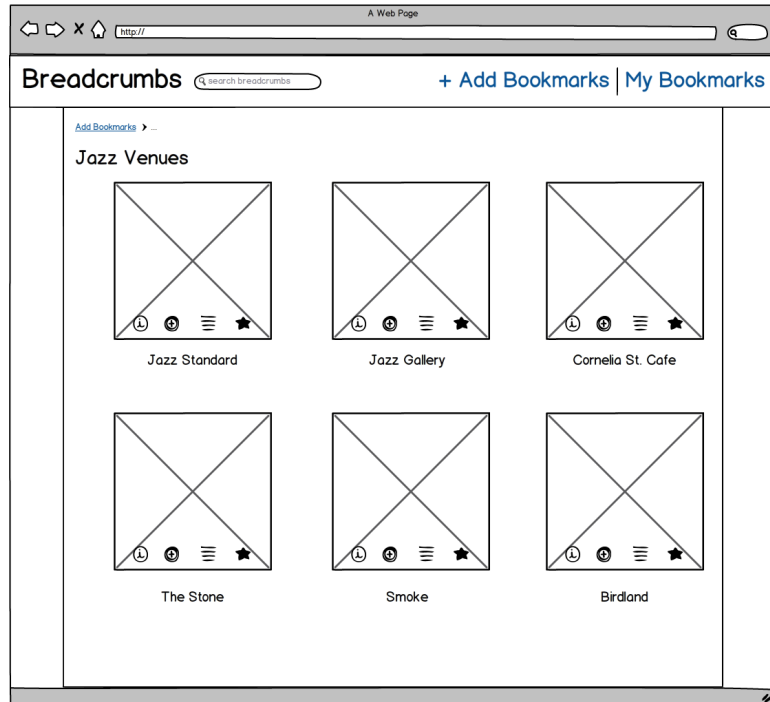 A Web Page
http://
Breadcrumbs
search breadcrumbs
+ Add Bookmarks
My Bookmarks
Add Bookmarks > ...
Jazz Venues
Jazz Standard
Jazz Gallery
Cornelia St. Cafe
The Stone
Smoke
Birdland